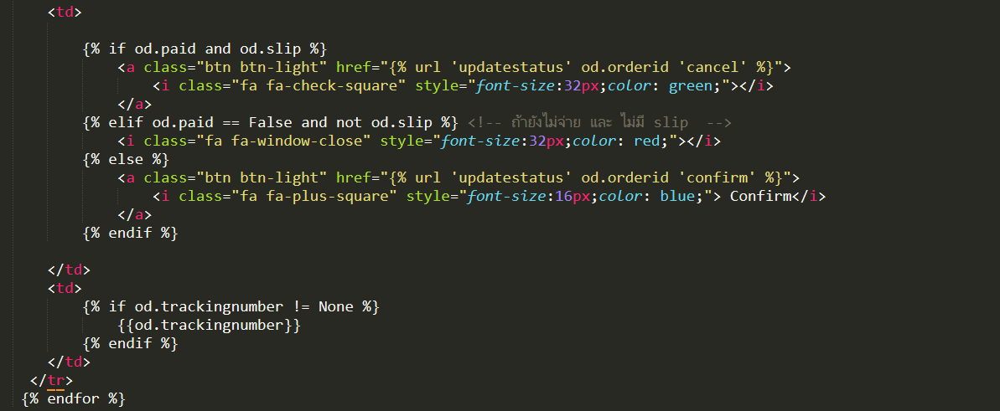 <td>
{% if od.paid and od.slip %}
<a class="btn btn-light" href="{% url 'updatestatus' od.orderid 'cancel' %}">
<i class="fa fa-check-square" style="font-size:32px;color: green;"></i>
</a>
{% elif od.paid == False and not od.slip %} <!-- ถ้ายังไม่จ่าย และ ไม่มี slip  -->
<i class="fa fa-window-close" style="font-size:32px;color: red;"></i>
{% else %}
<a class="btn btn-light" href="{% url 'updatestatus' od.orderid 'confirm' %}">
<i class="fa fa-plus-square" style="font-size:16px;color: blue;"> Confirm</i>
</a>
{% endif %}
</td>
<td>
{% if od.trackingnumber != None %}
{{od.trackingnumber}}
{% endif %}
</td>
</tr>
{% endfor %}